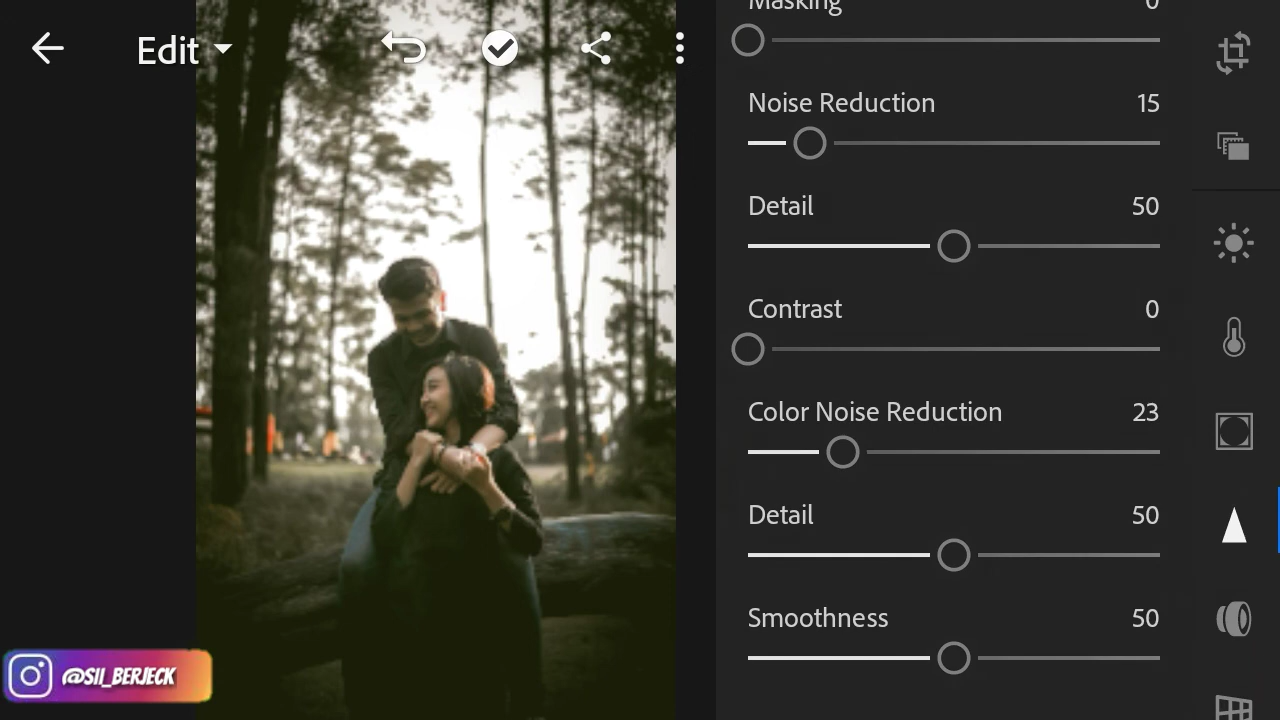 Edit
Masking 0
Noise Reduction 15
Detail 50
Contrast 0
Color Noise Reduction 23
Detail 50
Smoothness 50
@SII_BERJECK